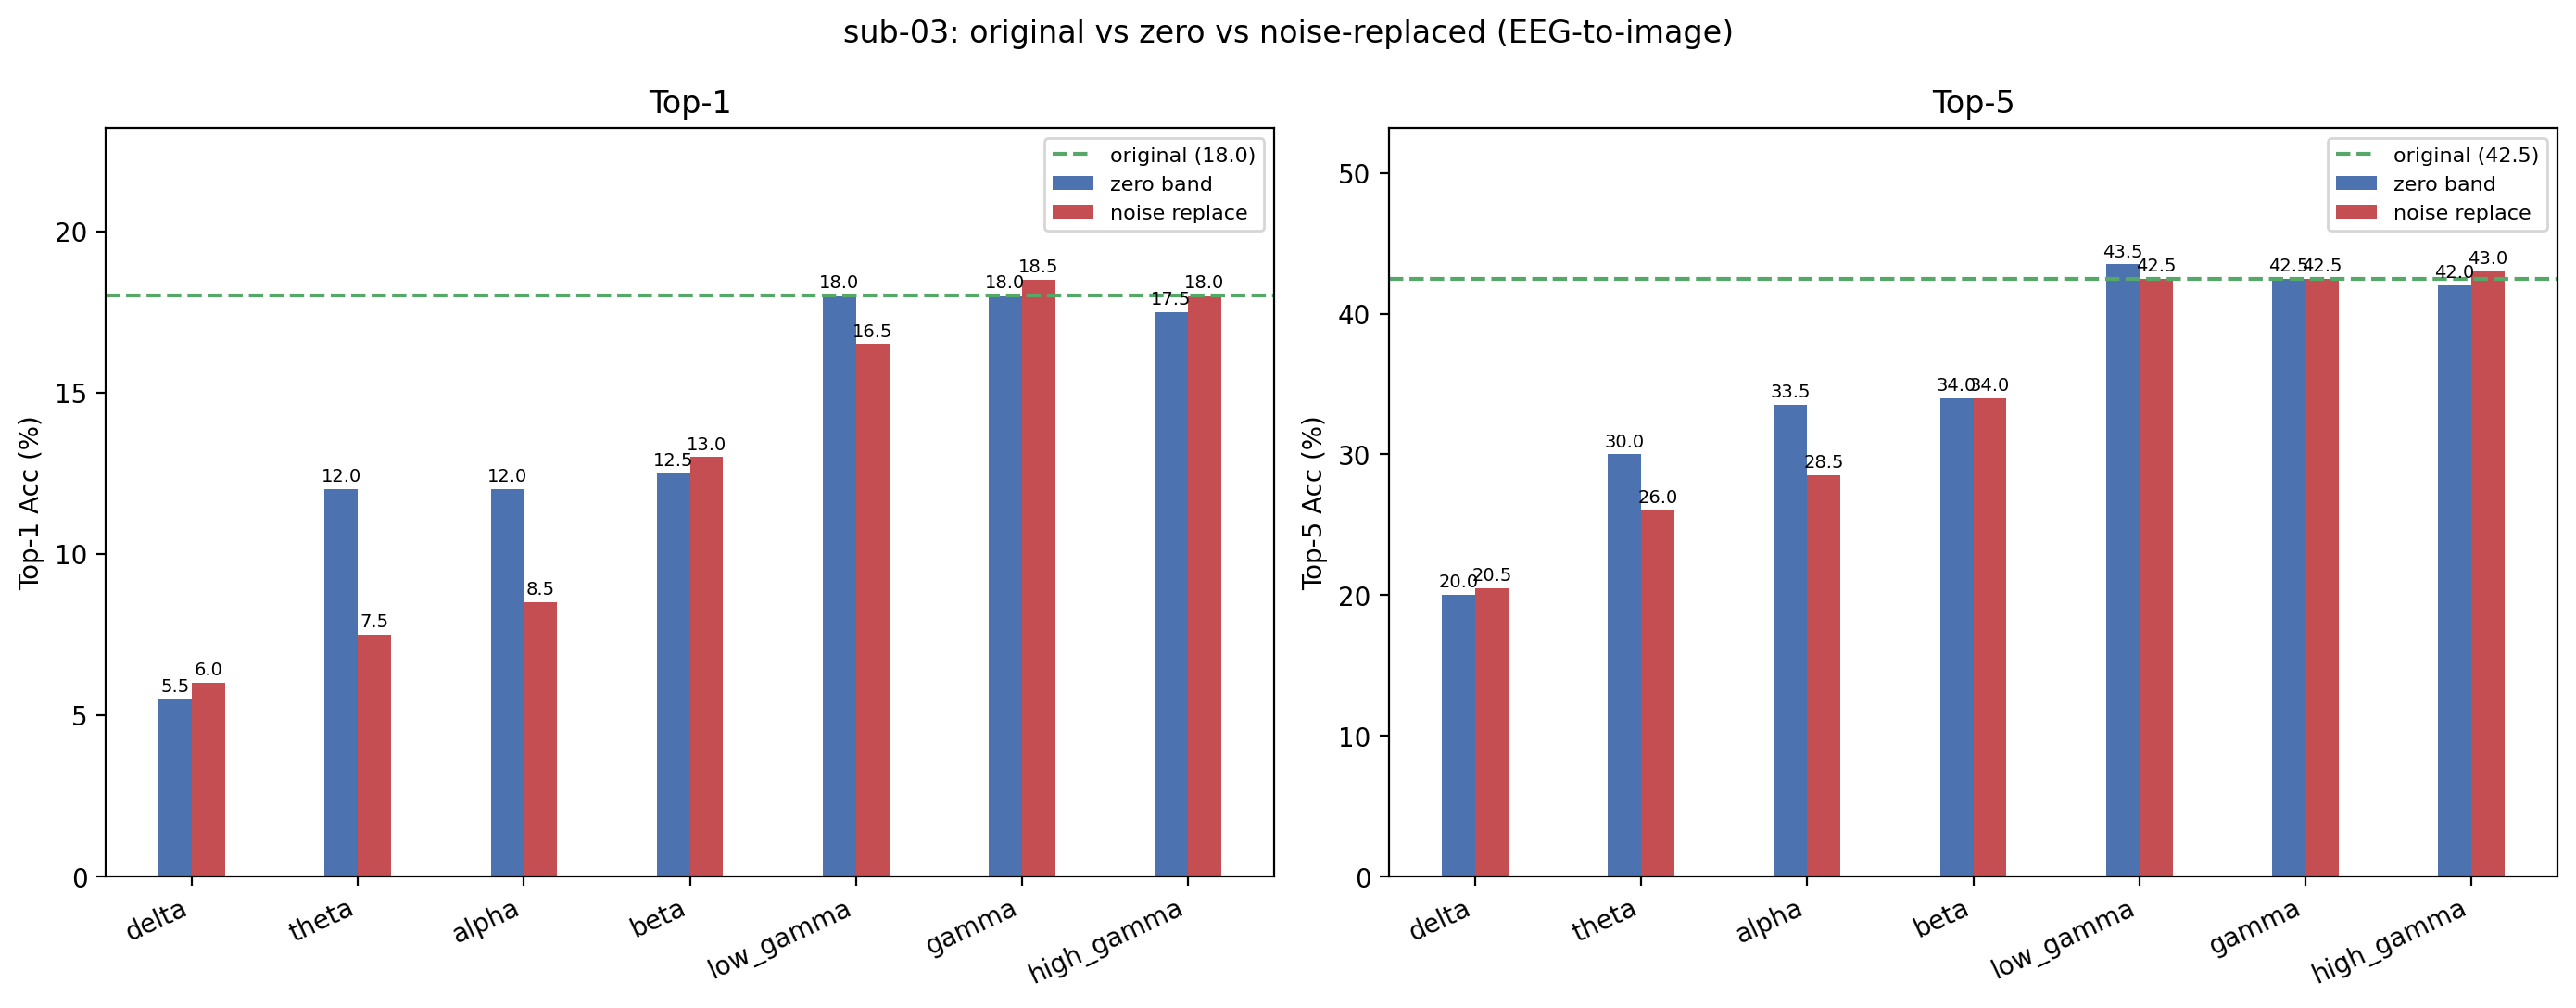 sub-03: original vs zero vs noise-replaced (EEG-to-image)
Top-1
original (18.0)
zero band
noise replace
Top-1 Acc (%)
20
15
10
5
0
5.5
6.0
12.0
7.5
12.0
8.5
12.5
13.0
18.0
16.5
18.0
18.5
17.5
18.0
delta
theta
alpha
beta
low_gamma
gamma
high_gamma
Top-5
original (42.5)
zero band
noise replace
Top-5 Acc (%)
50
40
30
20
10
0
20.0
20.5
30.0
26.0
33.5
28.5
34.0
34.0
43.5
42.5
42.5
42.5
42.0
43.0
delta
theta
alpha
beta
low_gamma
gamma
high_gamma